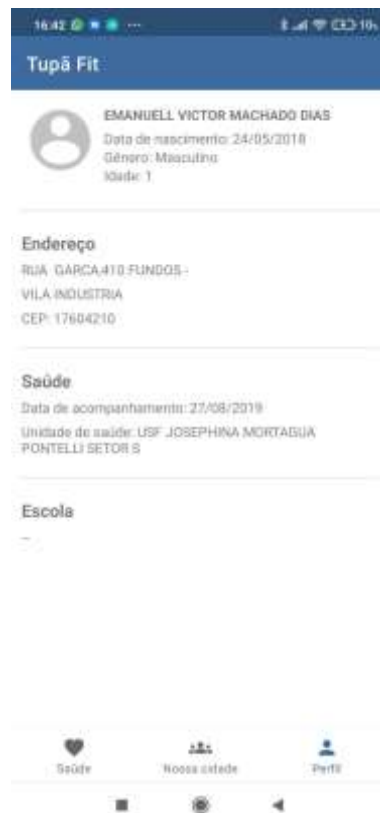 16:42
Tupã Fit
EMANUELL VICTOR MACHADO DIAS
Data de nascimento: 24/05/2018
Gênero: Masculino
Idade: 1
Endereço
RUA GARCA,410 FUNDOS -
VILA INDUSTRIA
CEP: 17604210
Saúde
Data de acompanhamento: 27/08/2019
Unidade de saúde: USF JOSEPHINA MORTAGUA
PONTELLI SETOR S
Escola
--
Saúde Nossa cidade Perfil